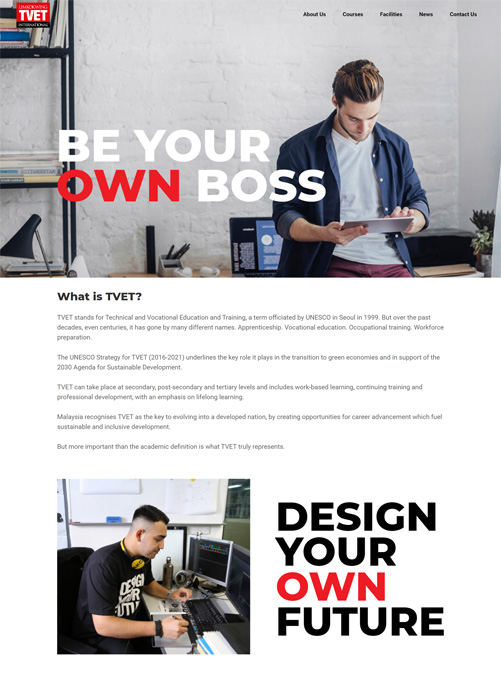 LIMKOKWING
TVET
INTERNATIONAL
About Us
Courses
Facilities
News
Contact Us
BE YOUR
OWN BOSS
What is TVET?
TVET stands for Technical and Vocational Education and Training, a term officiated by UNESCO in Seoul in 1999. But over the past
decades, even centuries, it has gone by many different names. Apprenticeship. Vocational education. Occupational training. Workforce
preparation.
The UNESCO Strategy for TVET (2016-2021) underlines the key role it plays in the transition to green economies and in support of the
2030 Agenda for Sustainable Development.
TVET can take place at secondary, post-secondary and tertiary levels and includes work-based learning, continuing training and
professional development, with an emphasis on lifelong learning.
Malaysia recognises TVET as the key to evolving into a developed nation, by creating opportunities for career advancement which fuel
sustainable and inclusive development.
But more important than the academic definition is what TVET truly represents.
DESIGN
YOUR
OWN
FUTURE